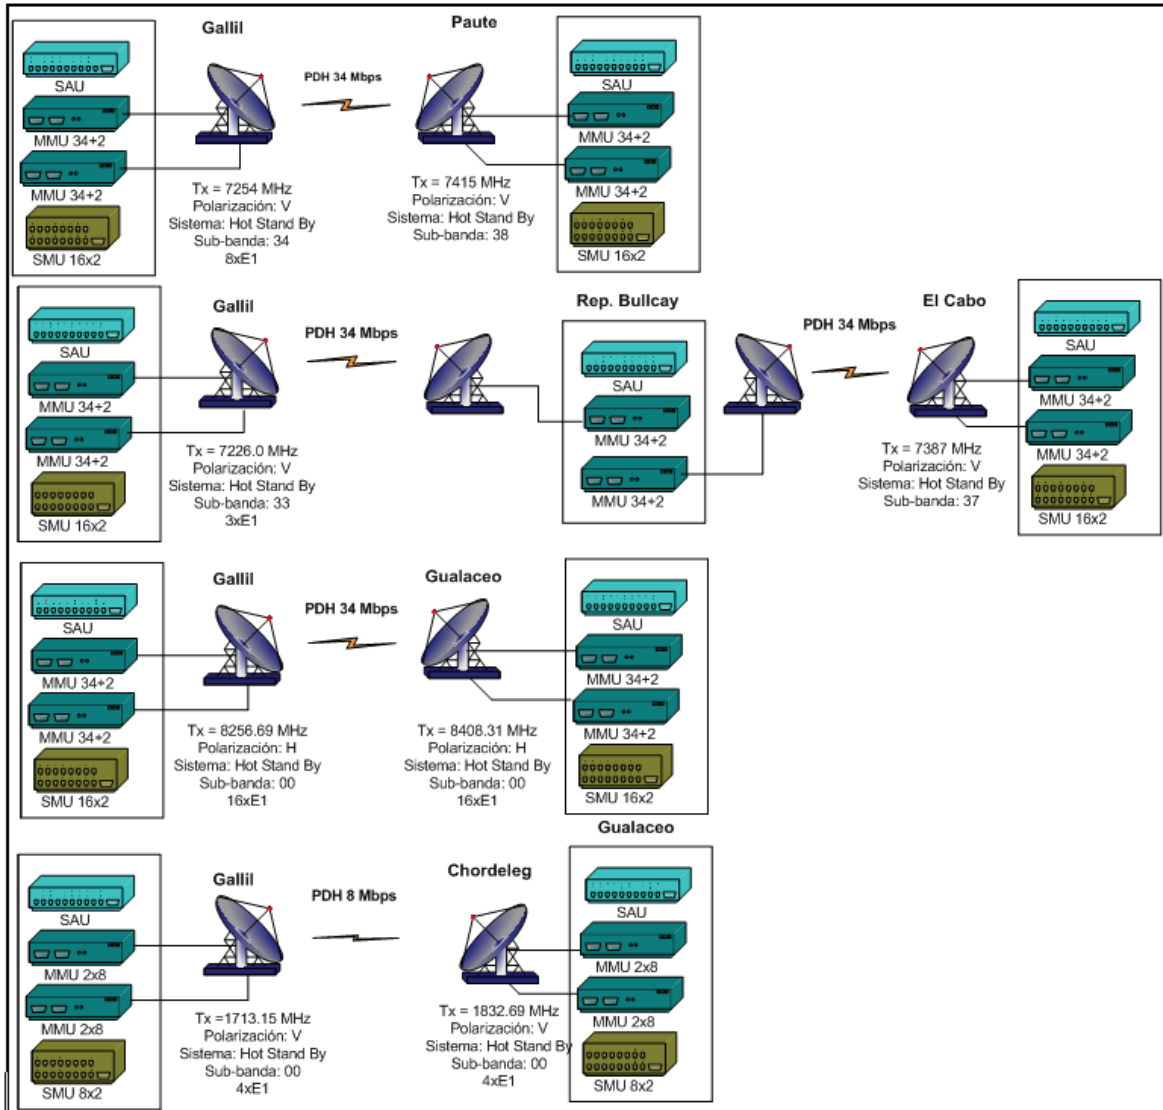 Gallil
Paute
PDH 34 Mbps
SAU
MMU 34+2
MMU 34+2
SMU 16x2
Tx = 7254 MHz
Polarización: V
Sistema: Hot Stand By
Sub-banda: 34
8xE1
Tx = 7415 MHz
Polarización: V
Sistema: Hot Stand By
Sub-banda: 38
SAU
MMU 34+2
MMU 34+2
SMU 16x2
Gallil
Rep. Bullcay
El Cabo
PDH 34 Mbps
PDH 34 Mbps
SAU
MMU 34+2
MMU 34+2
SMU 16x2
Tx = 7226.0 MHz
Polarización: V
Sistema: Hot Stand By
Sub-banda: 33
3xE1
SAU
MMU 34+2
MMU 34+2
Tx = 7387 MHz
Polarización: V
Sistema: Hot Stand By
Sub-banda: 37
SAU
MMU 34+2
MMU 34+2
SMU 16x2
Gallil
Gualaceo
PDH 34 Mbps
SAU
MMU 34+2
MMU 34+2
SMU 16x2
Tx = 8256.69 MHz
Polarización: H
Sistema: Hot Stand By
Sub-banda: 00
16xE1
Tx = 8408.31 MHz
Polarización: H
Sistema: Hot Stand By
Sub-banda: 00
16xE1
SAU
MMU 34+2
MMU 34+2
SMU 16x2
Gallil
Chordeleg
Gualaceo
PDH 8 Mbps
SAU
MMU 2x8
MMU 2x8
SMU 8x2
Tx =1713.15 MHz
Polarización: V
Sistema: Hot Stand By
Sub-banda: 00
4xE1
Tx = 1832.69 MHz
Polarización: V
Sistema: Hot Stand By
Sub-banda: 00
4xE1
SAU
MMU 2x8
MMU 2x8
SMU 8x2